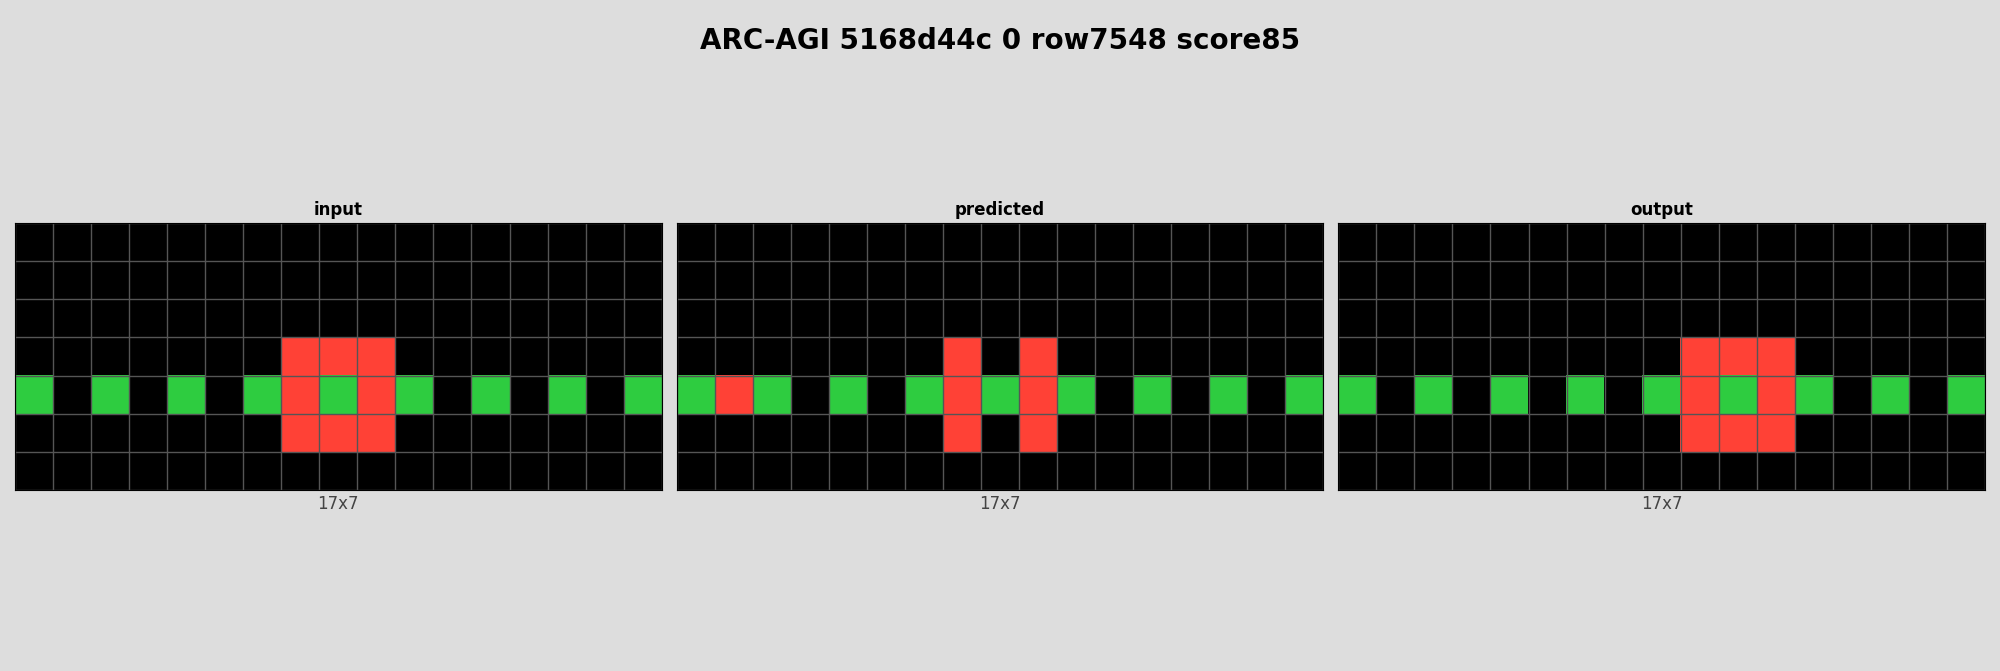 ARC-AGI 5168d44c 0 row7548 score85
input
predicted
output
17x7
17x7
17x7